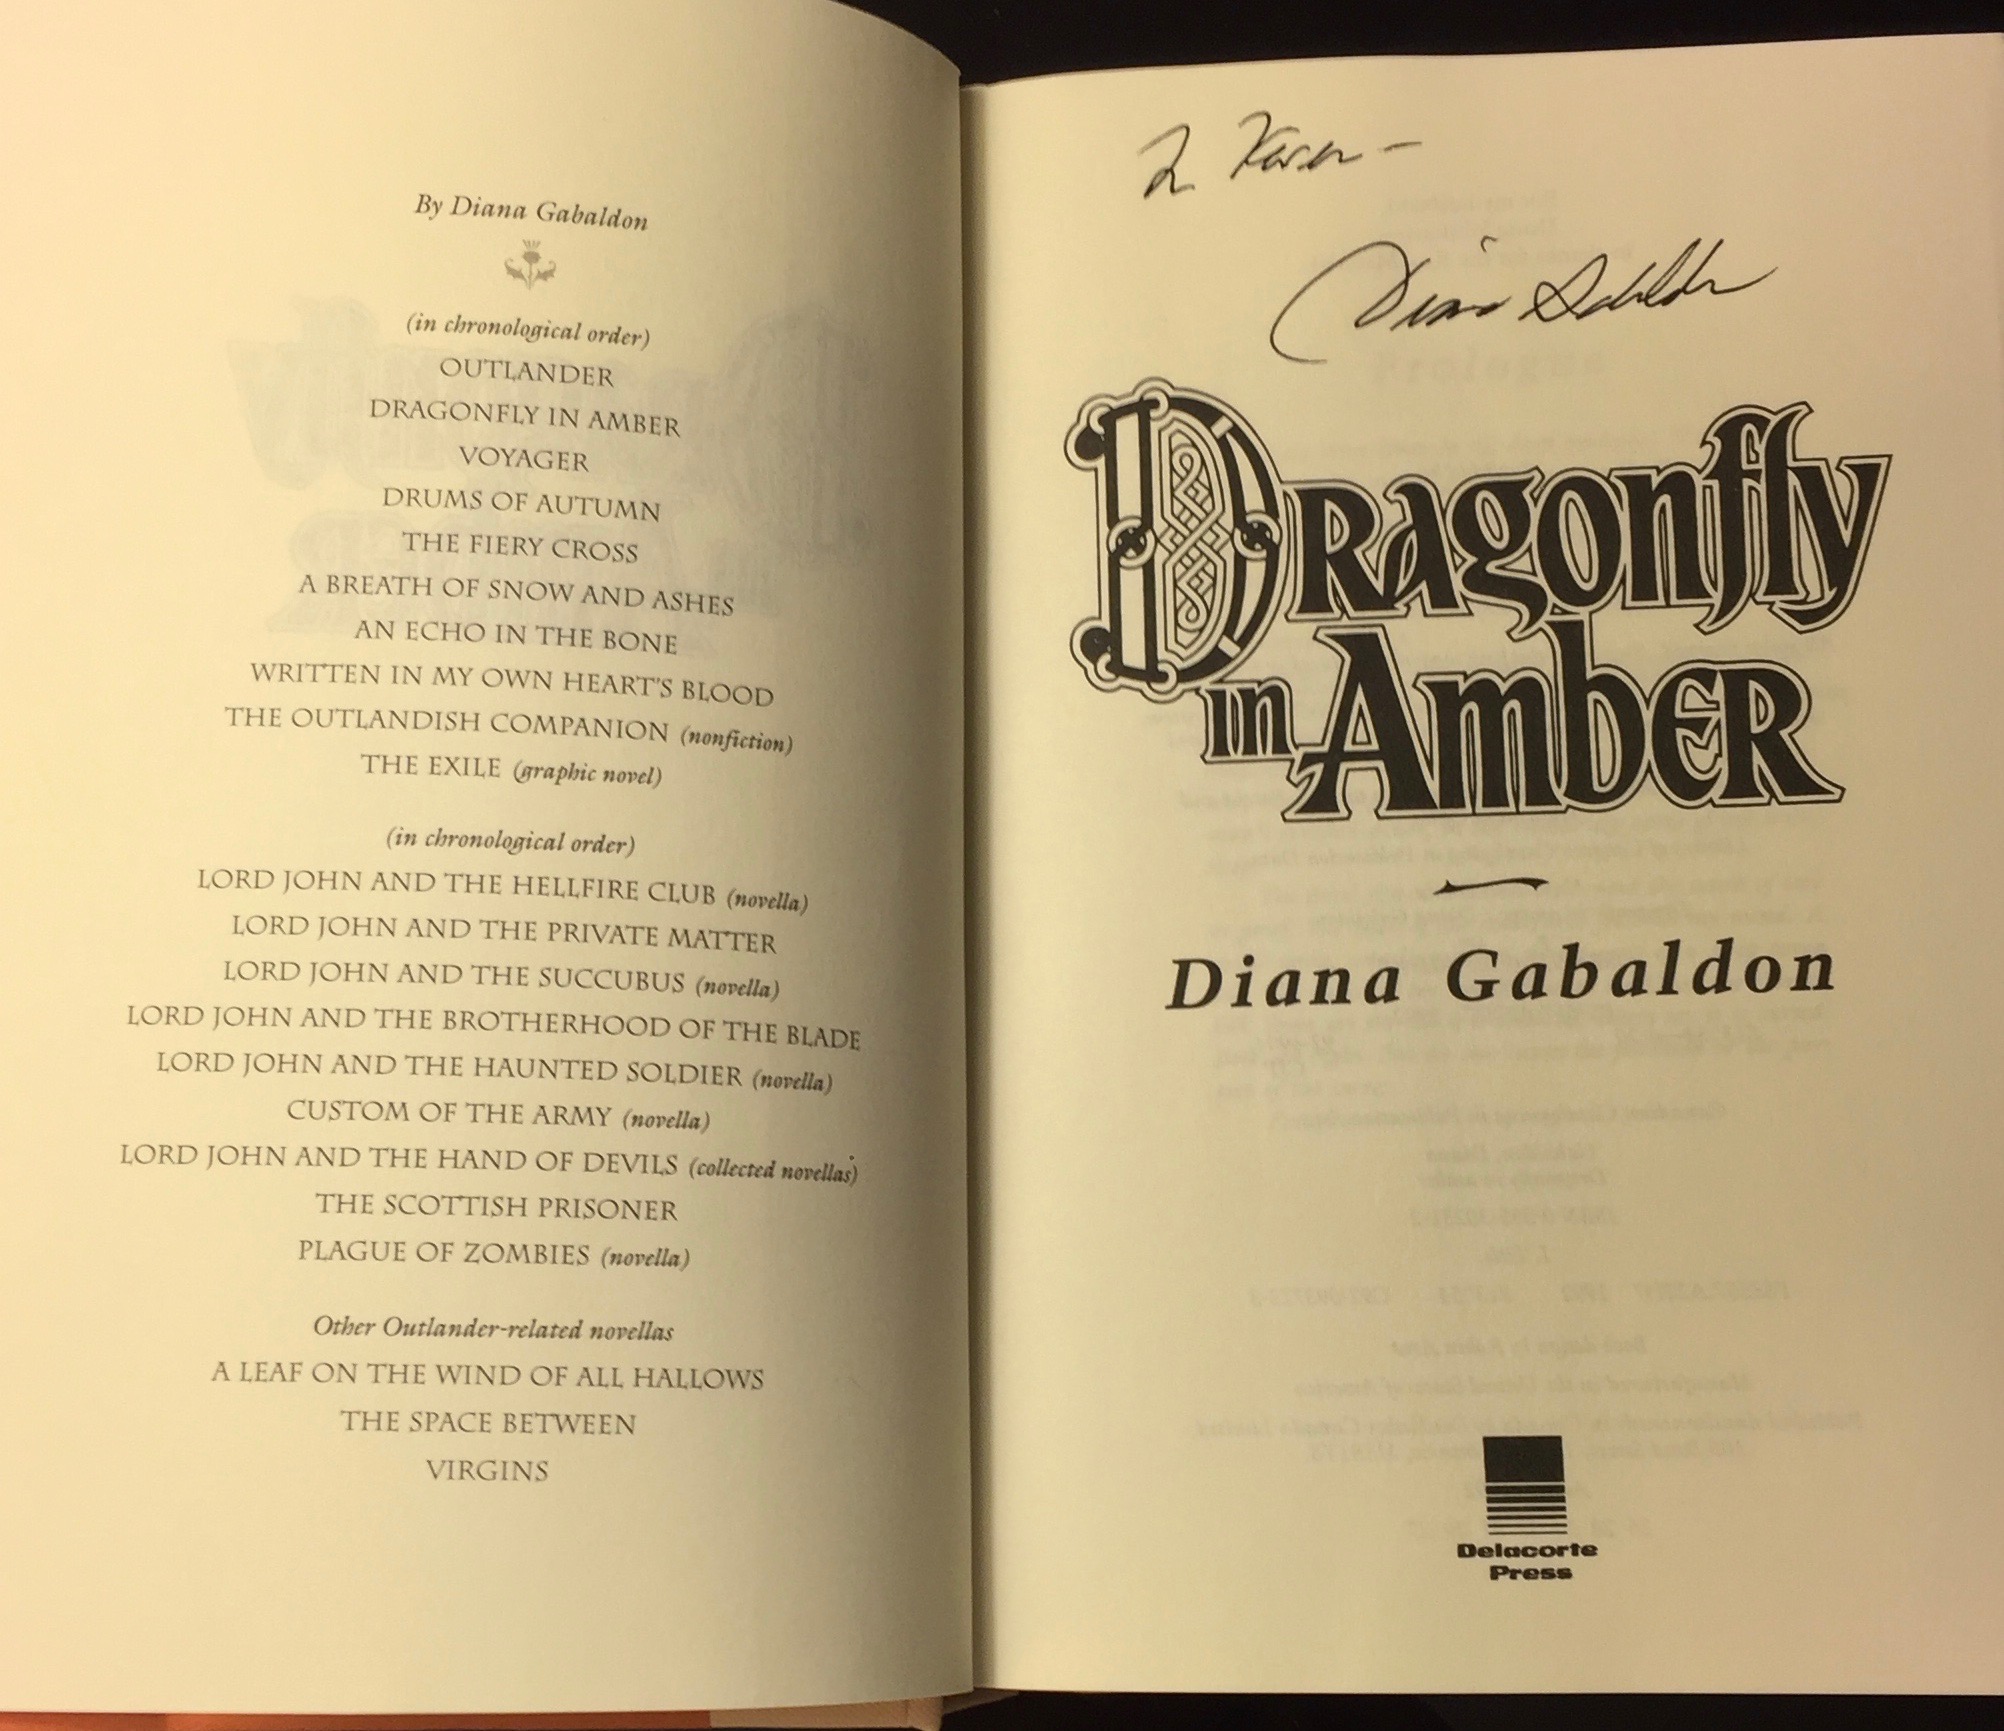 By Diana Gabaldon
(in chronological order)
OUTLANDER
DRAGONFLY IN AMBER
VOYAGER
DRUMS OF AUTUMN
THE FIERY CROSS
A BREATH OF SNOW AND ASHES
AN ECHO IN THE BONE
WRITTEN IN MY OWN HEART'S BLOOD
THE OUTLANDISH COMPANION (nonfiction)
THE EXILE (graphic novel)
(in chronological order)
LORD JOHN AND THE HELLFIRE CLUB (novella)
LORD JOHN AND THE PRIVATE MATTER
LORD JOHN AND THE SUCCUBUS (novella)
LORD JOHN AND THE BROTHERHOOD OF THE BLADE
LORD JOHN AND THE HAUNTED SOLDIER (novella)
CUSTOM OF THE ARMY (novella)
LORD JOHN AND THE HAND OF DEVILS (collected novellas)
THE SCOTTISH PRISONER
PLAGUE OF ZOMBIES (novella)
Other Outlander-related novellas
A LEAF ON THE WIND OF ALL HALLOWS
THE SPACE BETWEEN
VIRGINS
To Karen –
Diana Gabaldon
Dragonfly
in Amber
Diana Gabaldon
Delacorte
Press